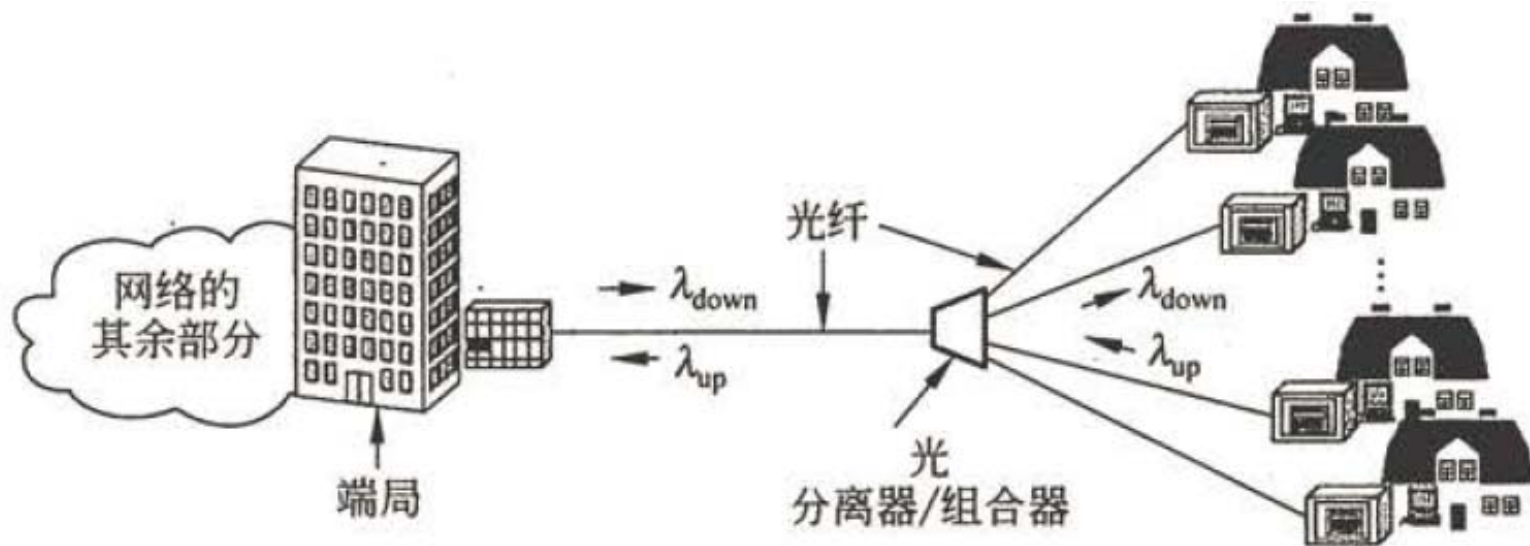 网络的
其余部分
端局
λdown
λup
光纤
光
分离器/组合器
λdown
λup